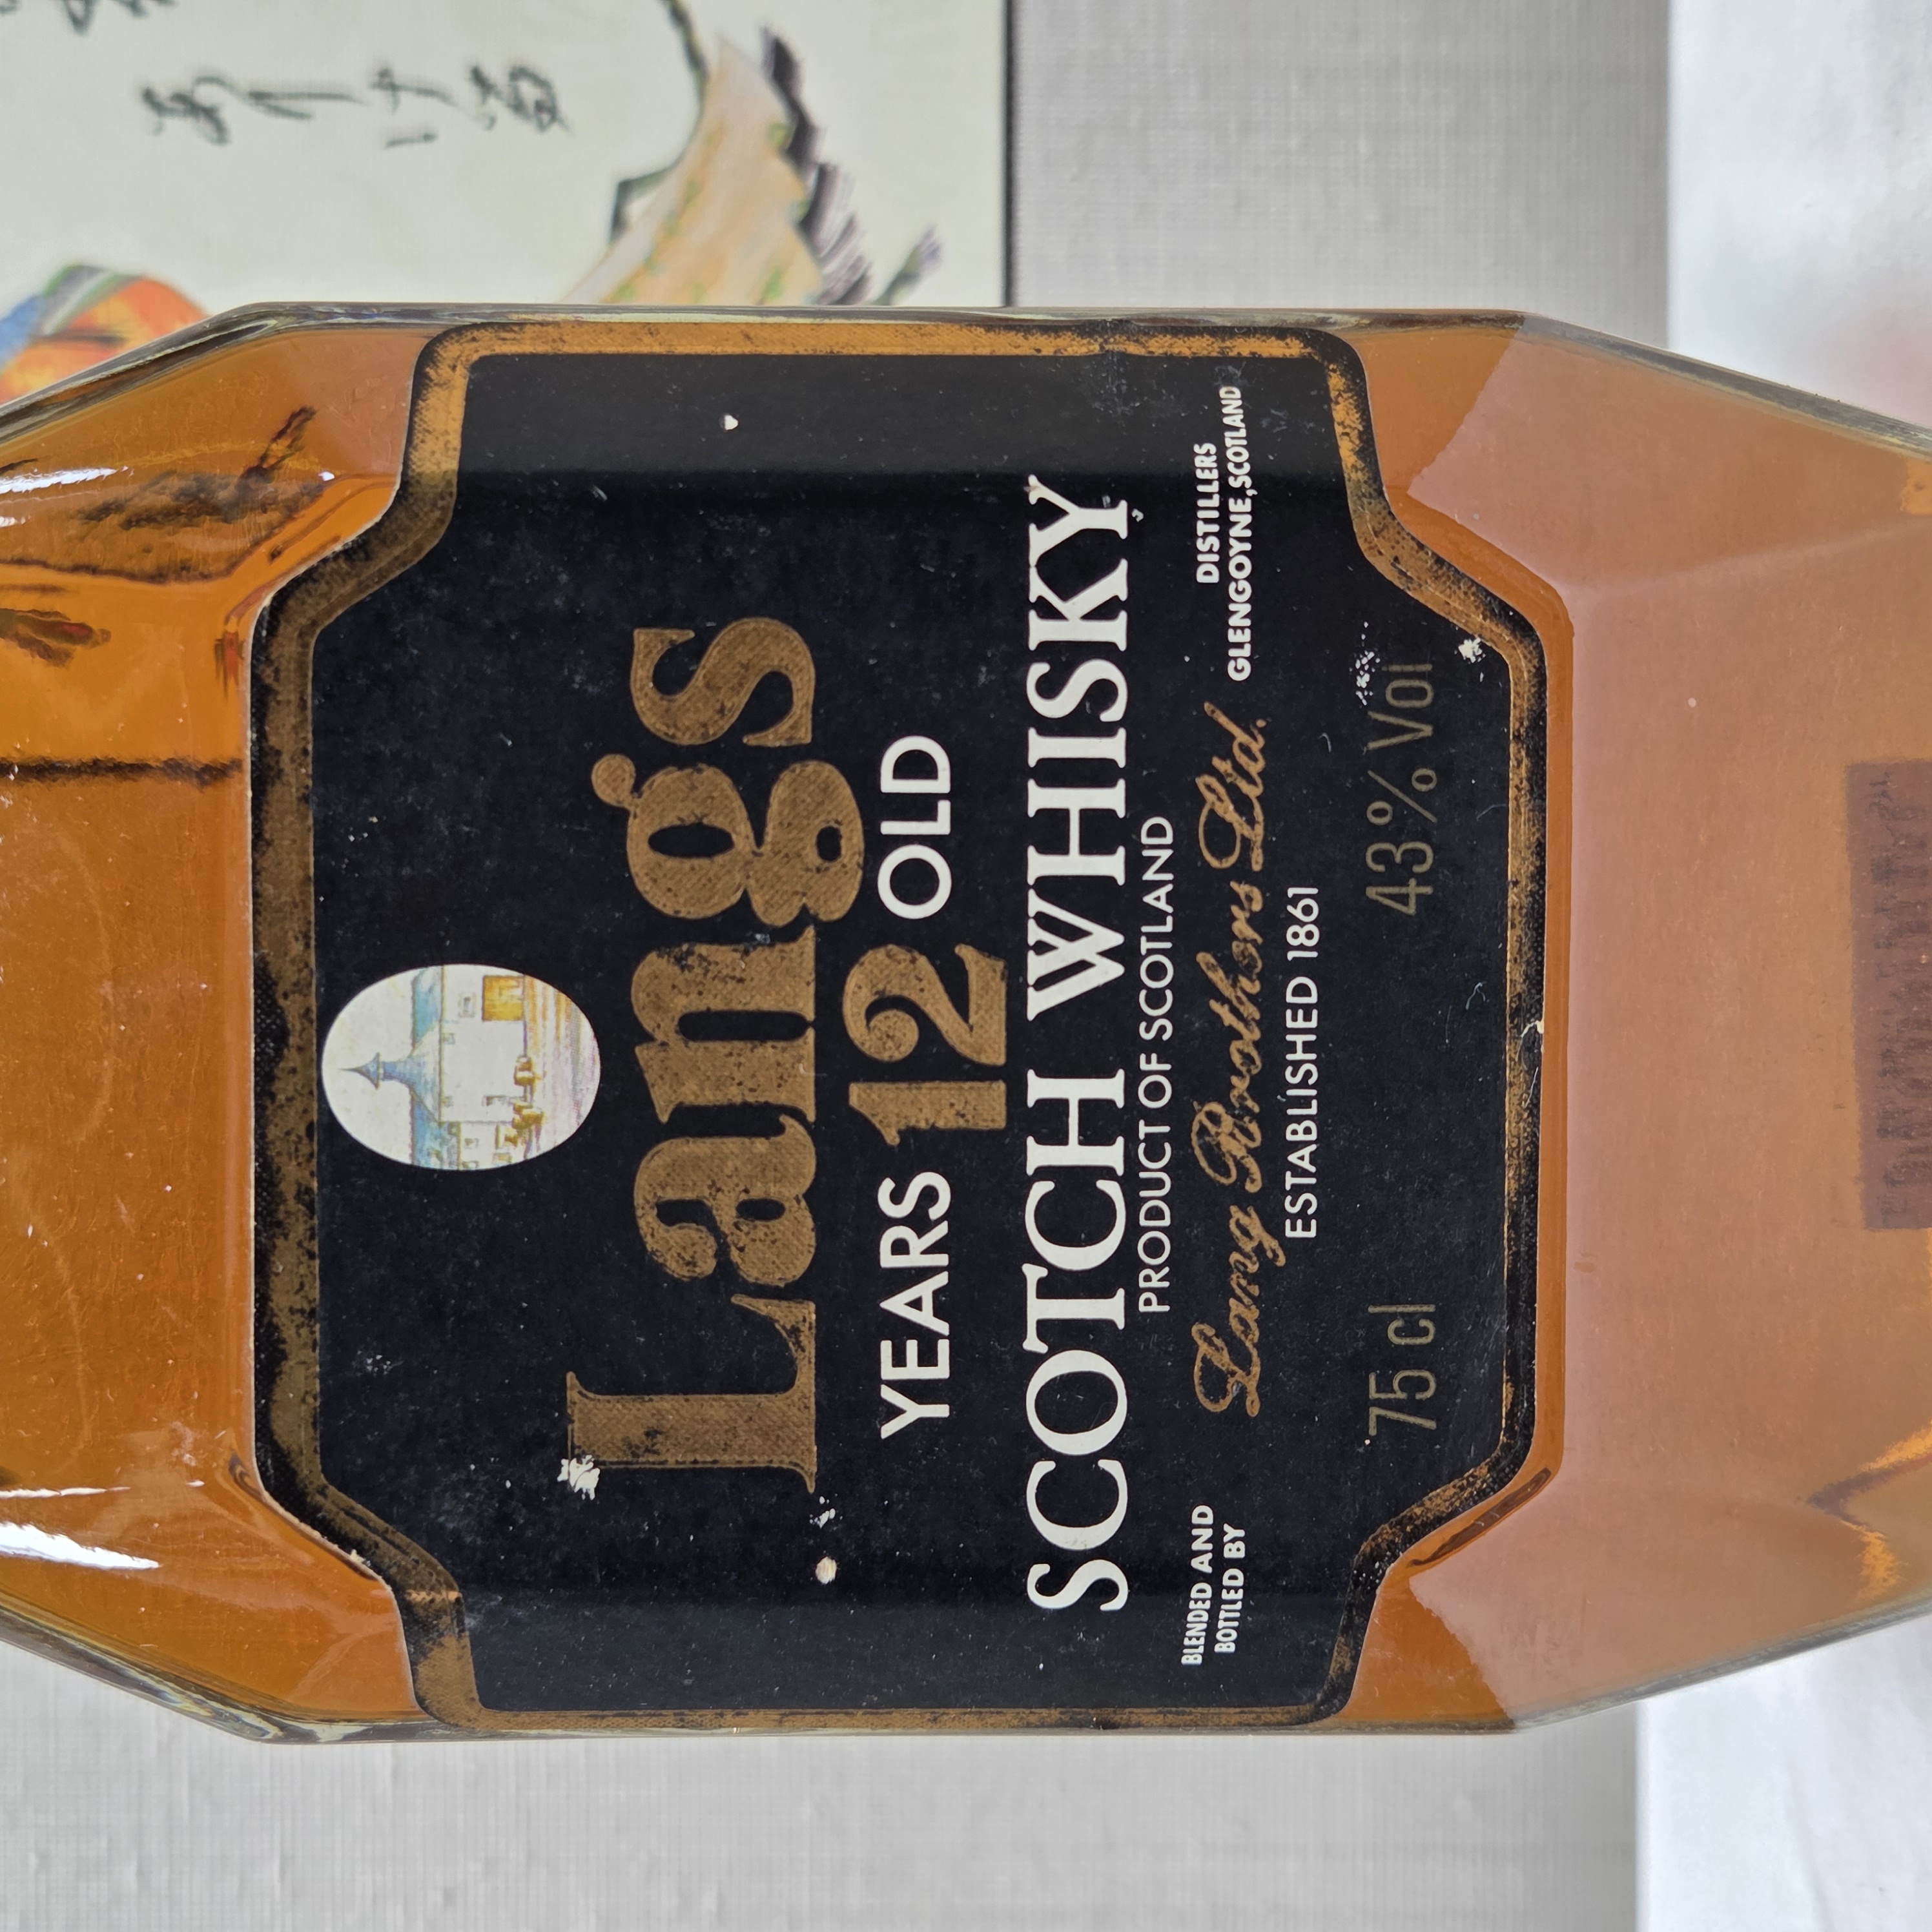 Langs
YEARS 12 OLD
SCOTCH WHISKY
PRODUCT OF SCOTLAND
BLENDED AND
BOTTLED BY
Lang Brothers Ltd.
DISTILLERS
GLENGOYNE, SCOTLAND
ESTABLISHED 1861
75 cl 43% Vol